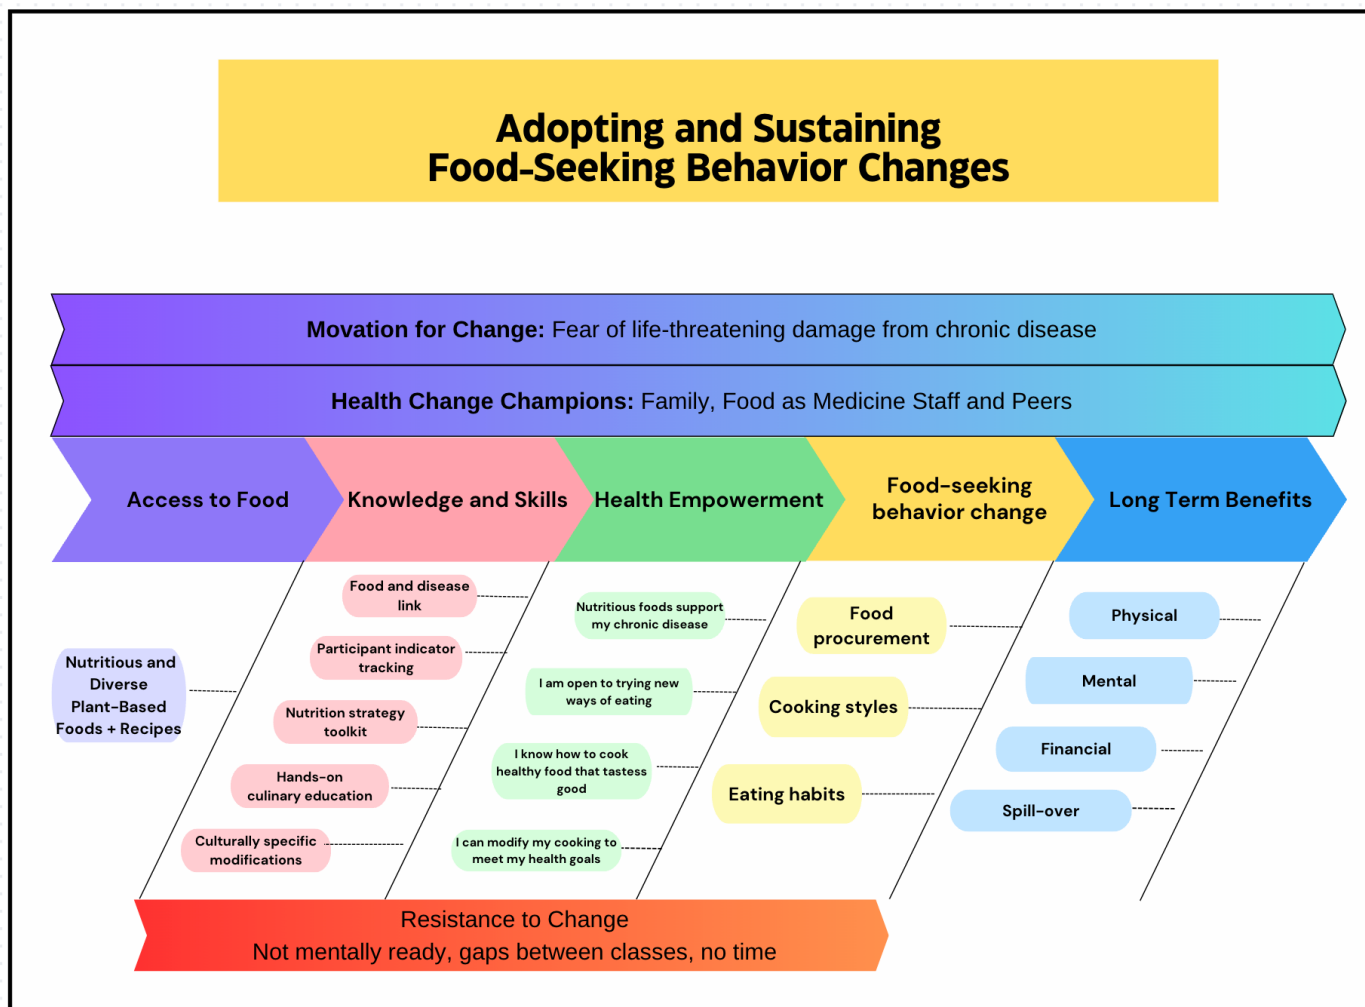 Adopting and Sustaining
Food-Seeking Behavior Changes
Movation for Change: Fear of life-threatening damage from chronic disease
Health Change Champions: Family, Food as Medicine Staff and Peers
Access to Food
Knowledge and Skills
Health Empowerment
Food-seeking
behavior change
Long Term Benefits
Nutritious and
Diverse
Plant-Based
Foods + Recipes
Food and disease
link
Participant indicator
tracking
Nutrition strategy
toolkit
Hands-on
culinary education
Culturally specific
modifications
Nutritious foods support
my chronic disease
I am open to trying new
ways of eating
I know how to cook
healthy food that tastess
good
I can modify my cooking to
meet my health goals
Food
procurement
Cooking styles
Eating habits
Physical
Mental
Financial
Spill-over
Resistance to Change
Not mentally ready, gaps between classes, no time